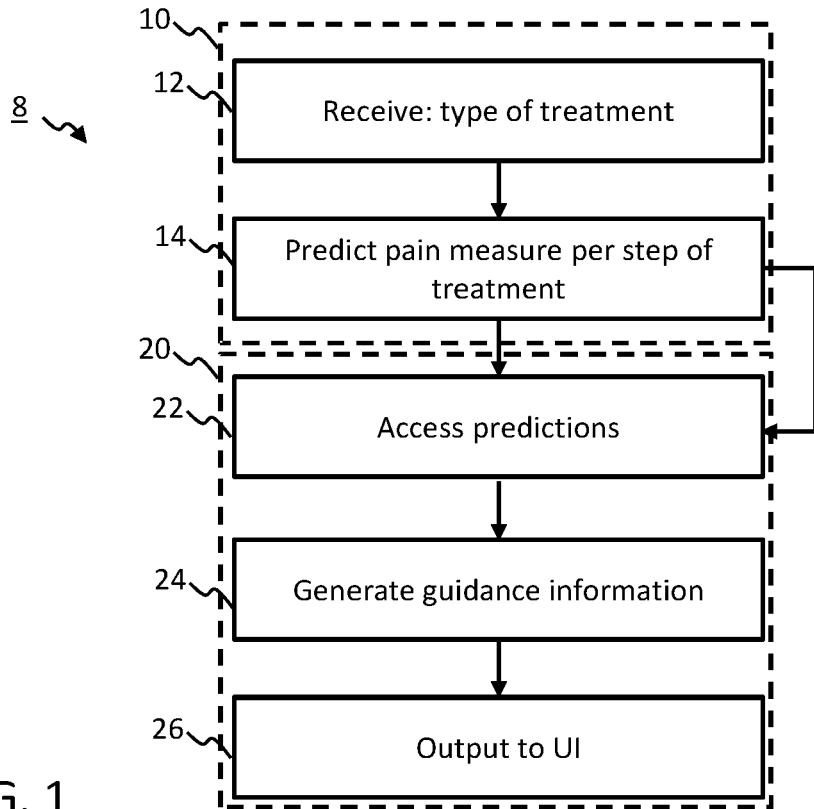 10
12
Receive: type of treatment
8
14
Predict pain measure per step of
treatment
20
22
Access predictions
24
Generate guidance information
26
Output to UI
G. 1